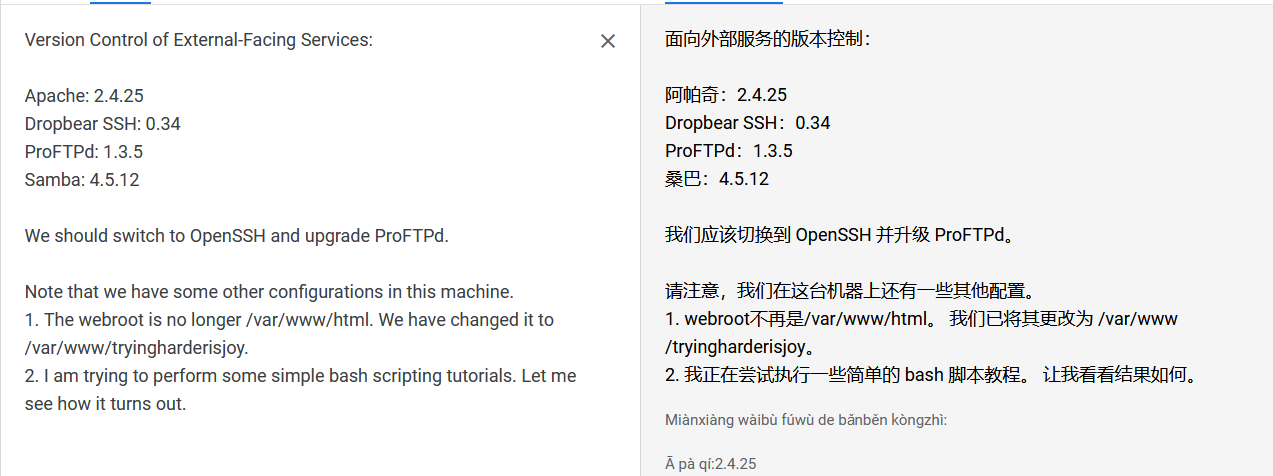 Version Control of External-Facing Services:
Apache: 2.4.25
Dropbear SSH: 0.34
ProFTPd: 1.3.5
Samba: 4.5.12
We should switch to OpenSSH and upgrade ProFTPd.
Note that we have some other configurations in this machine.
1. The webroot is no longer /var/www/html. We have changed it to
/var/www/tryingharderisjoy.
2. I am trying to perform some simple bash scripting tutorials. Let me
see how it turns out.
面向外部服务的版本控制：
阿帕奇：2.4.25
Dropbear SSH：0.34
ProFTPd：1.3.5
桑巴：4.5.12
我们应该切换到 OpenSSH 并升级 ProFTPd。
请注意，我们在这台机器上还有一些其他配置。
1. webroot不再是/var/www/html。 我们已将其更改为 /var/www
/tryingharderisjoy。
2. 我正在尝试执行一些简单的 bash 脚本教程。 让我看看结果如何。
Miànxiàng wàibù fúwù de bǎnběn kòngzhì:
Ā pà qí:2.4.25